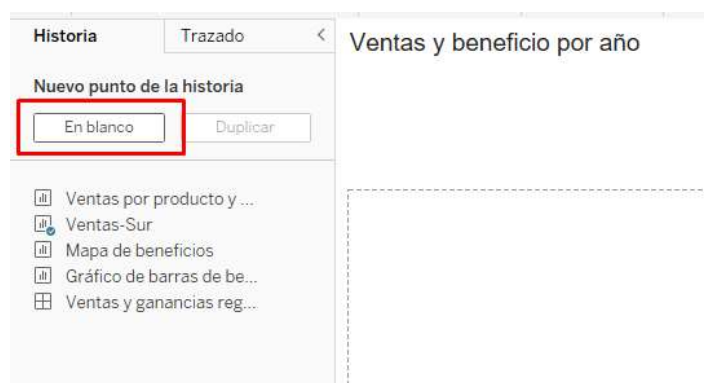 Historia Trazado <
Ventas y beneficio por año
Nuevo punto de la historia
En blanco Duplicar
Ventas por producto y ...
Ventas-Sur
Mapa de beneficios
Gráfico de barras de be...
Ventas y ganancias reg...